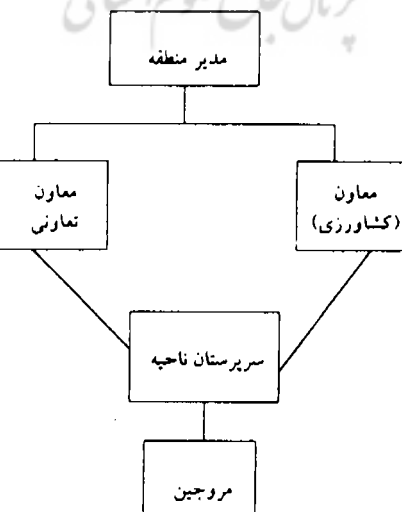 مدیر منطقه
معاون
(کشاورزی)
معاون
تعاونی
سرپرستان ناحیه
مروجین